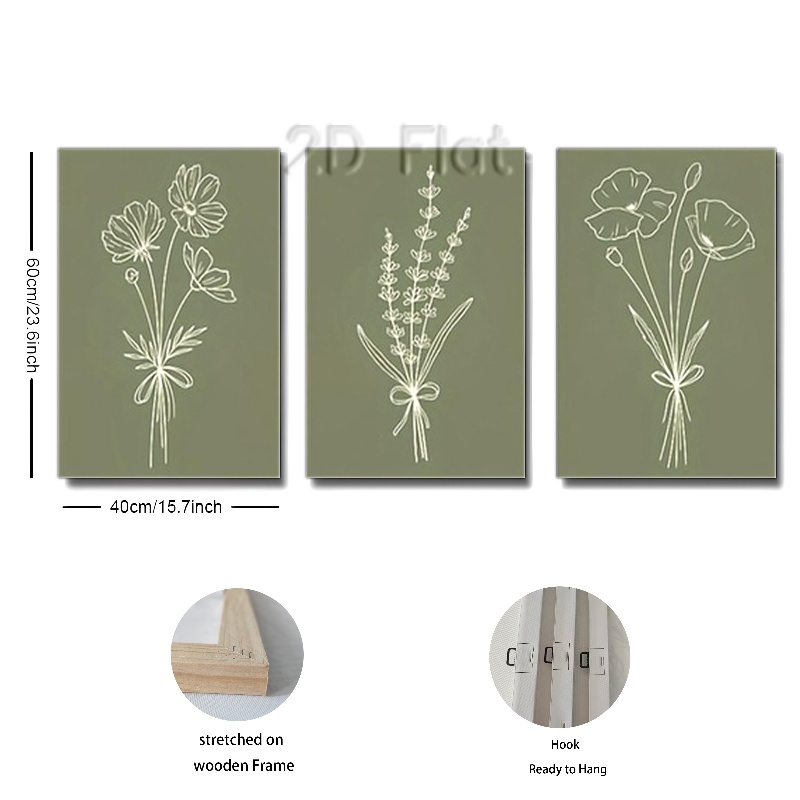 2D Flat
60cm/23.6inch
40cm/15.7inch
stretched on
wooden Frame
Hook
Ready to Hang